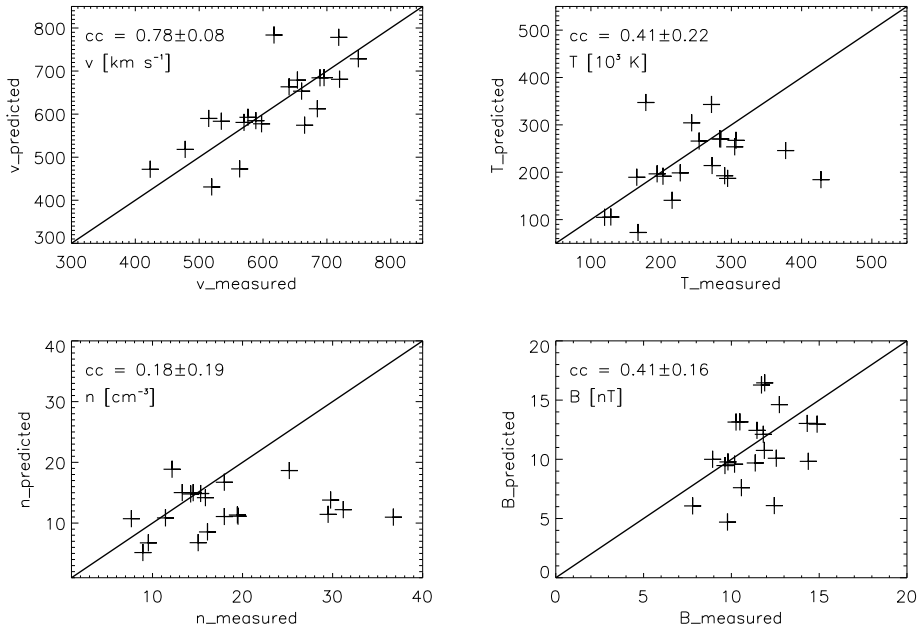 cc = 0.78±0.08
v [km s⁻¹]
v_predicted
800
700
600
500
400
300
300 400 500 600 700 800
v_measured
cc = 0.41±0.22
T [10³ K]
T_predicted
500
400
300
200
100
100 200 300 400 500
T_measured
cc = 0.18±0.19
n [cm⁻³]
n_predicted
40
30
20
10
10 20 30 40
n_measured
cc = 0.41±0.16
B [nT]
B_predicted
20
15
10
5
0
0 5 10 15 20
B_measured